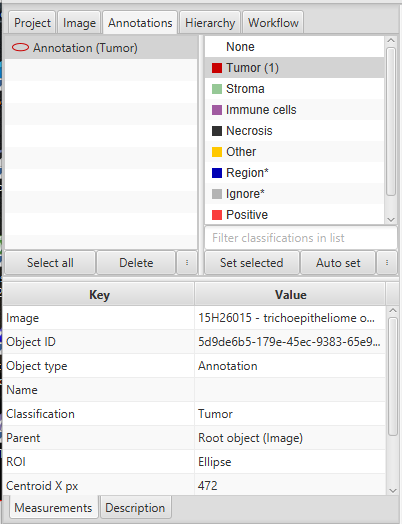 Project Image Annotations Hierarchy Workflow
Annotation (Tumor)
None
Tumor (1)
Stroma
Immune cells
Necrosis
Other
Region*
Ignore*
Positive
Filter classifications in list
Select all Delete Set selected Auto set
Key Value
Image 15H26015 - trichoepitheliome o...
Object ID 5d9de6b5-179e-45ec-9383-65e9...
Object type Annotation
Name
Classification Tumor
Parent Root object (Image)
ROI Ellipse
Centroid X px 472
Measurements Description